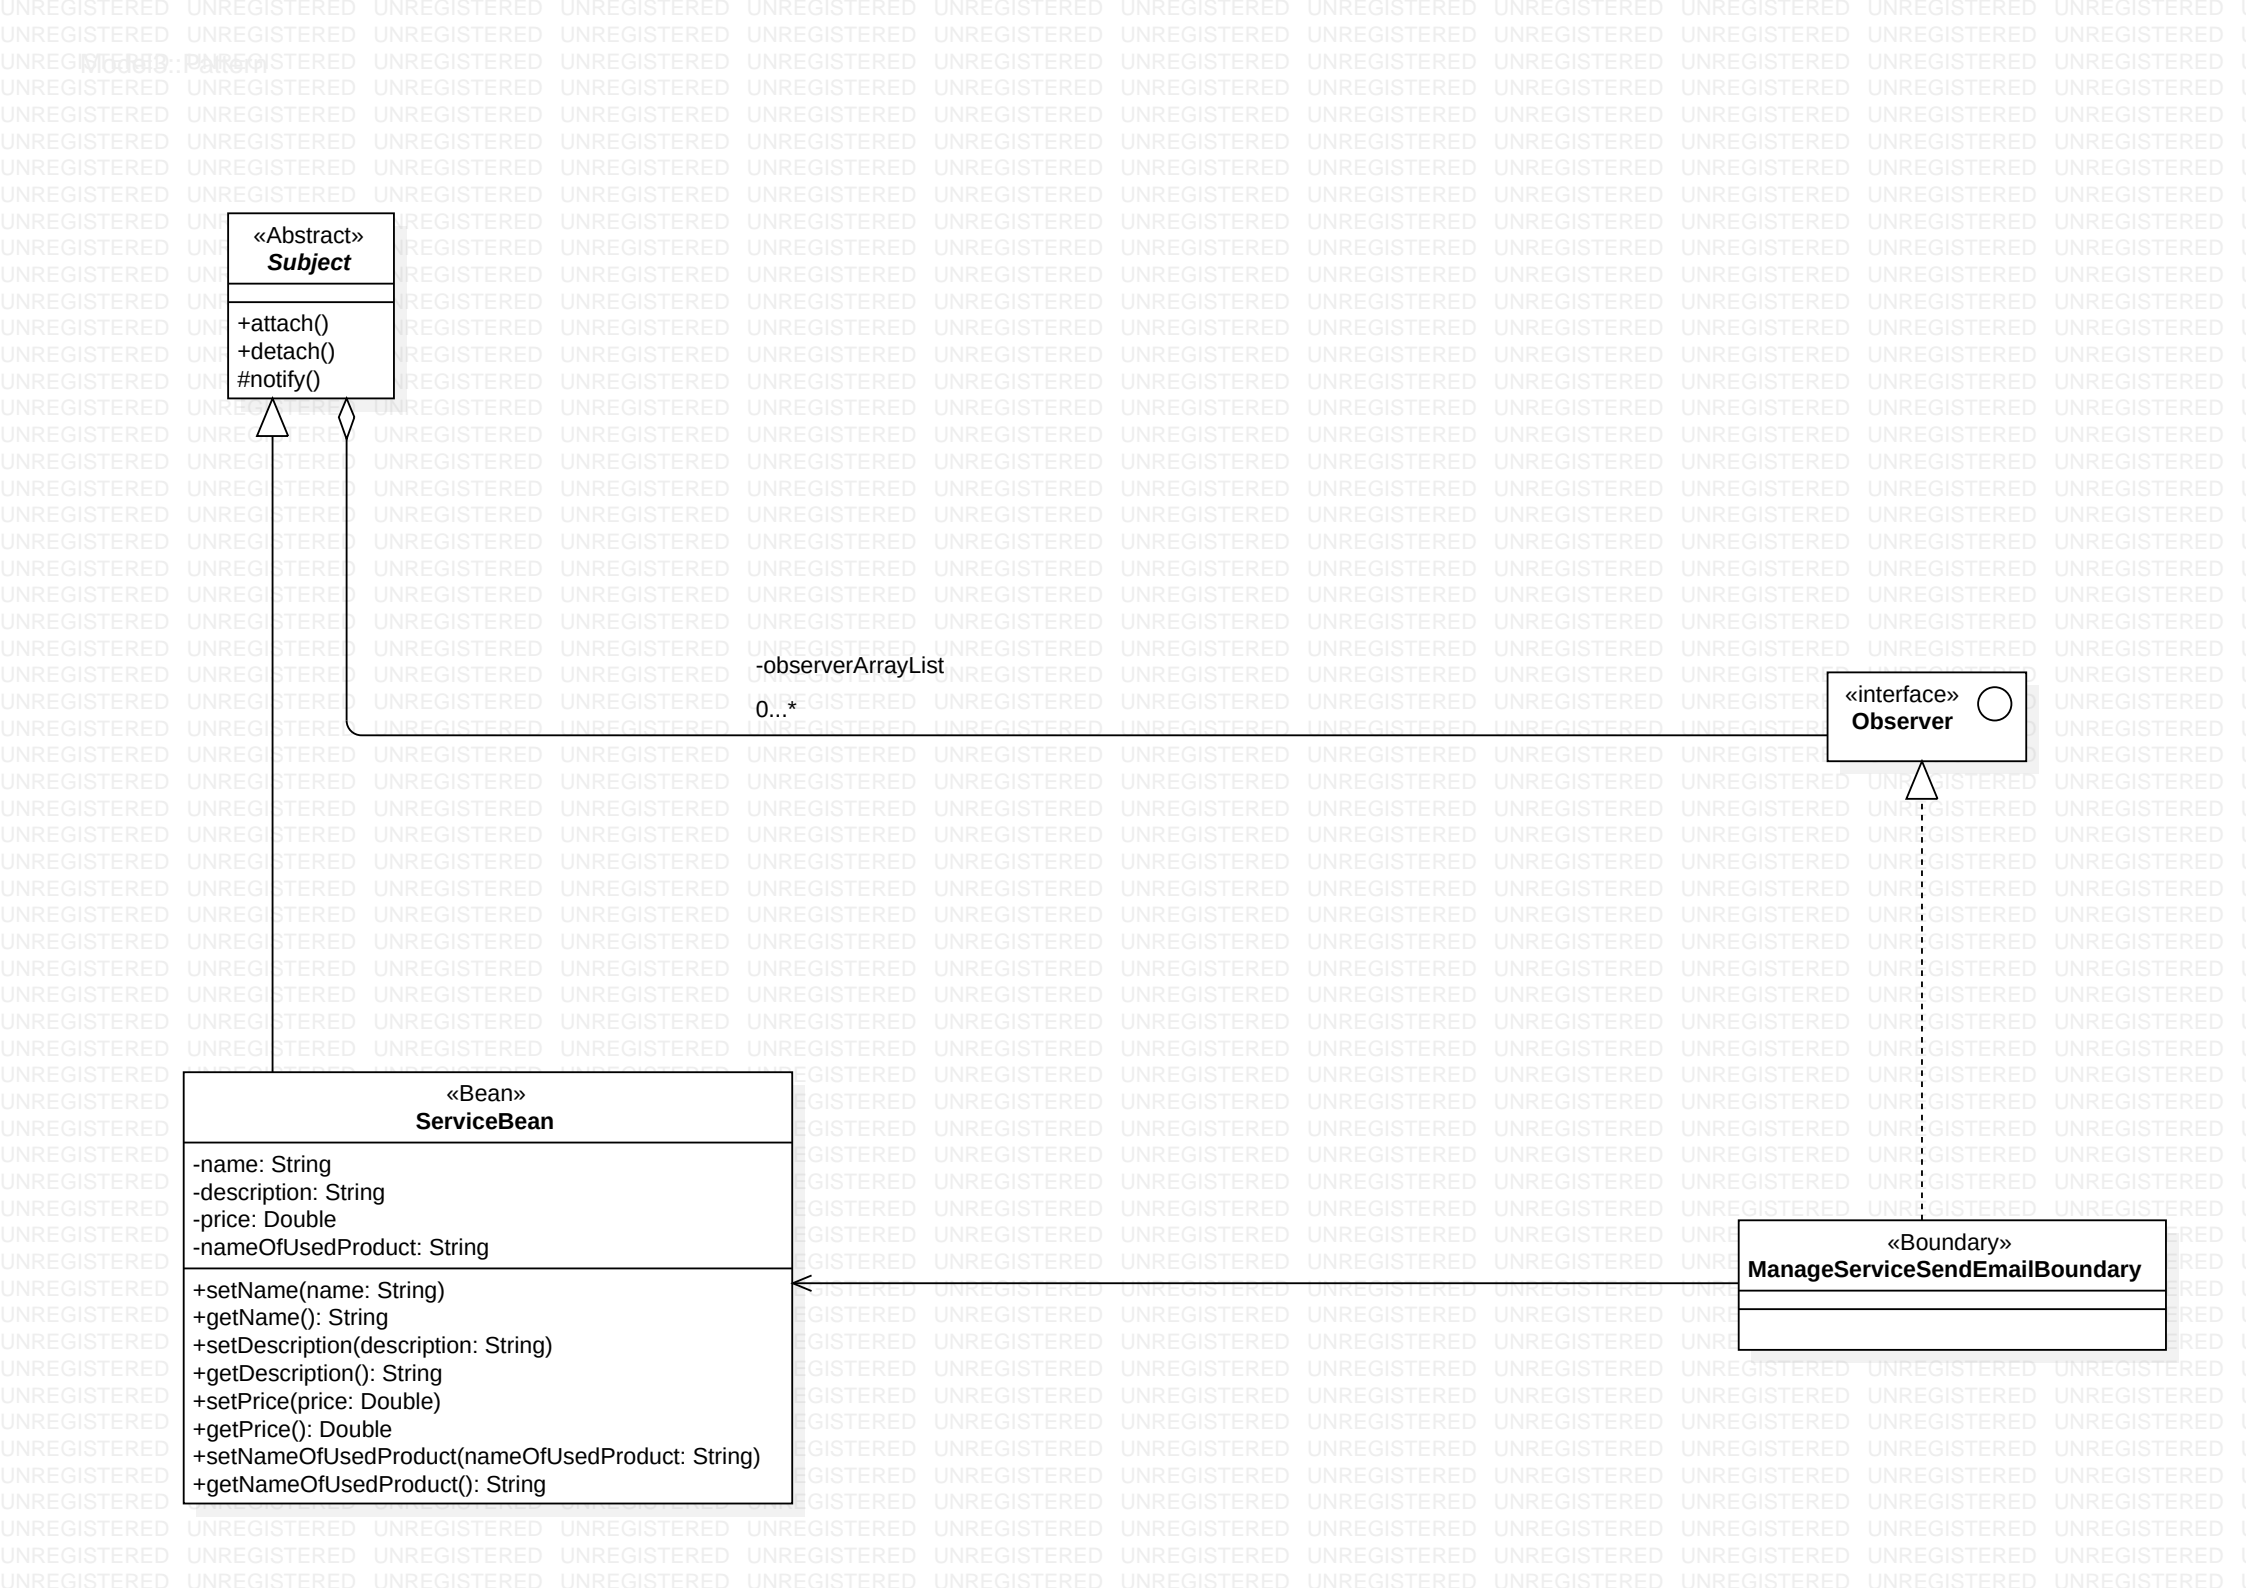 Model3::Pattern
«Abstract»
Subject
+attach()
+detach()
#notify()
-observerArrayList
0...*
«interface»
Observer
«Bean»
ServiceBean
-name: String
-description: String
-price: Double
-nameOfUsedProduct: String
+setName(name: String)
+getName(): String
+setDescription(description: String)
+getDescription(): String
+setPrice(price: Double)
+getPrice(): Double
+setNameOfUsedProduct(nameOfUsedProduct: String)
+getNameOfUsedProduct(): String
«Boundary»
ManageServiceSendEmailBoundary
UNREGISTERED